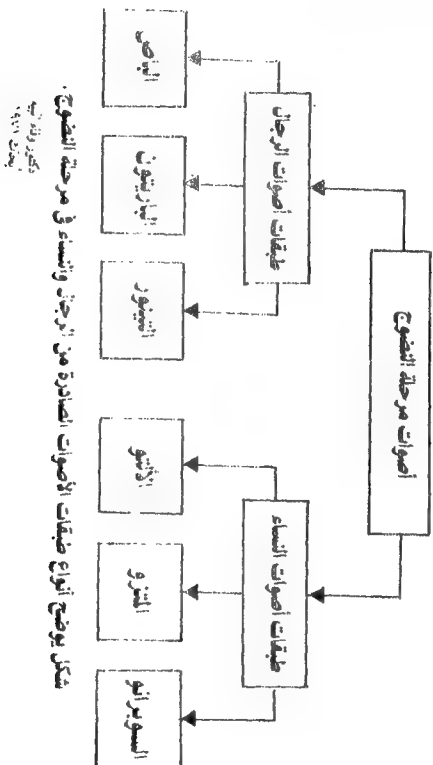 أصوات مرحلة النضوج
طبقات أصوات النساء
طبقات أصوات الرجال
السوبرانو
المتزو
الألتو
التينور
الباريتون
الباص
شكل يوضح أنواع طبقات الأصوات الصادرة من الرجال والنساء في مرحلة النضوج .